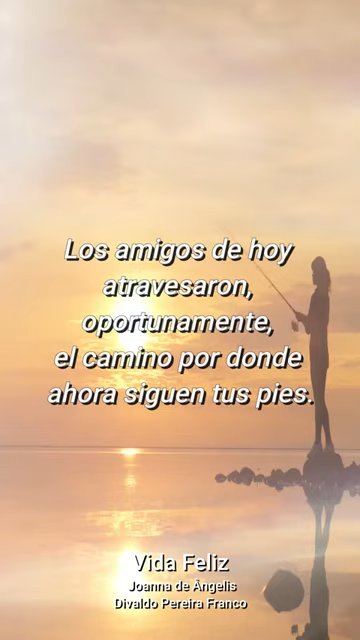 Los amigos de hoy
atravesaron,
oportunamente,
el camino por donde
ahora siguen tus pies.
Vida Feliz
Joanna de Ângelis
Divaldo Pereira Franco